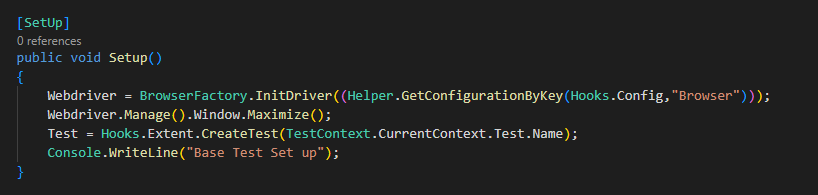 [SetUp]
0 references
public void Setup()
{
Webdriver = BrowserFactory.InitDriver((Helper.GetConfigurationByKey(Hooks.Config,"Browser")));
Webdriver.Manage().Window.Maximize();
Test = Hooks.Extent.CreateTest(TestContext.CurrentContext.Test.Name);
Console.WriteLine("Base Test Set up");
}